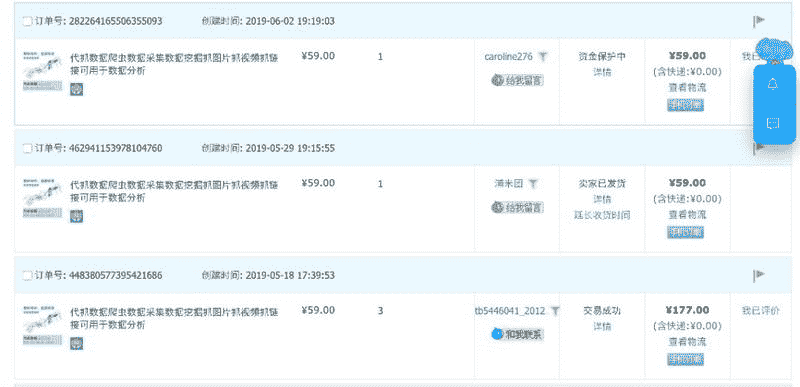 订单号: 282264165506355093 创建时间: 2019-06-02 19:19:03
代抓数据爬虫数据采集数据挖掘抓图片抓视频抓链
接可用于数据分析
¥59.00
1
caroline276
给我留言
资金保护中
详情
¥59.00
(含快递:¥0.00)
查看物流
我已
订单号: 462941153978104760 创建时间: 2019-05-29 19:15:55
代抓数据爬虫数据采集数据挖掘抓图片抓视频抓链
接可用于数据分析
¥59.00
1
浦米团
给我留言
卖家已发货
详情
延长收货时间
¥59.00
(含快递:¥0.00)
查看物流
订单号: 448380577395421686 创建时间: 2019-05-18 17:39:53
代抓数据爬虫数据采集数据挖掘抓图片抓视频抓链
接可用于数据分析
¥59.00
3
tb5446041_2012
和我联系
交易成功
详情
¥177.00
(含快递:¥0.00)
查看物流
我已评价